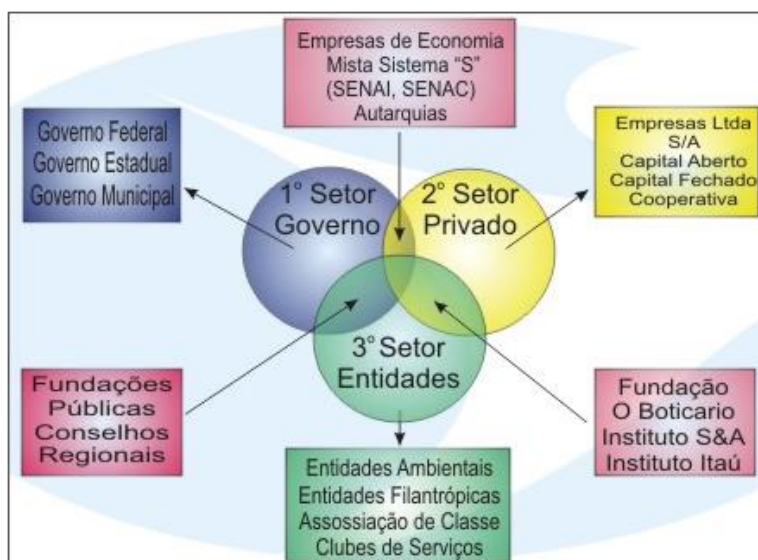 Empresas de Economia
Mista Sistema “S”
(SENAI, SENAC)
Autarquias
Governo Federal
Governo Estadual
Governo Municipal
Empresas Ltda
S/A
Capital Aberto
Capital Fechado
Cooperativa
1° Setor
Governo
2° Setor
Privado
3° Setor
Entidades
Fundações
Públicas
Conselhos
Regionais
Fundação
O Boticario
Instituto S&A
Instituto Itaú
Entidades Ambientais
Entidades Filantrópicas
Assossiação de Classe
Clubes de Serviços